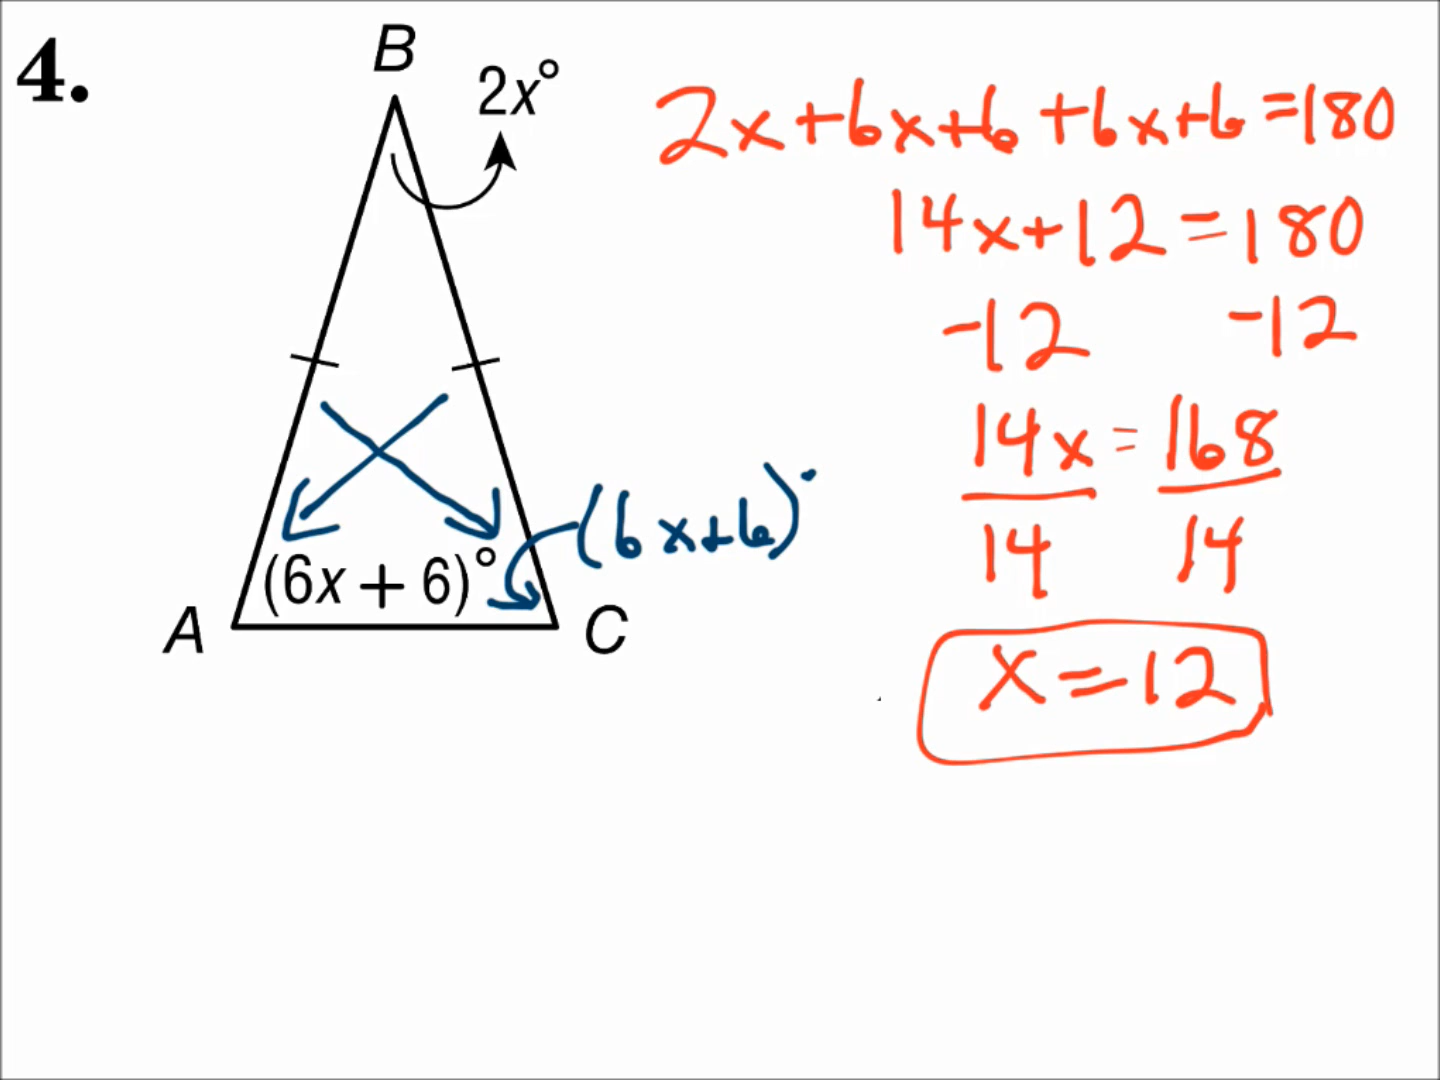 4.
B
2x°
(6x + 6)°
(6x+6)°
A
C
2x+6x+6+6x+6=180
14x+12=180
-12 -12
14x=168
14 14
x=12